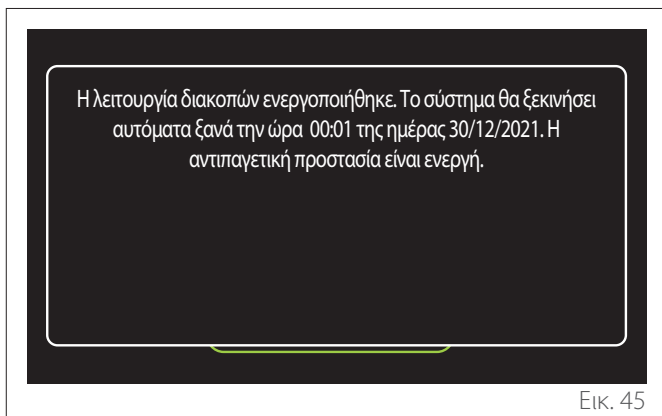 Η λειτουργία διακοπών ενεργοποιήθηκε. Το σύστημα θα ξεκινήσει
αυτόματα ξανά την ώρα 00:01 της ημέρας 30/12/2021. Η
αντιπαγετική προστασία είναι ενεργή.
Εικ. 45